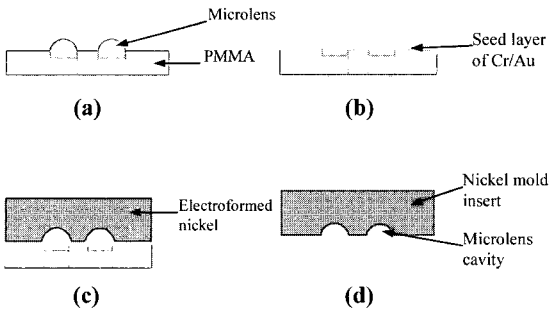 Microlens
PMMA
(a)
Seed layer
of Cr/Au
(b)
Electroformed
nickel
(c)
Nickel mold
insert
Microlens
cavity
(d)